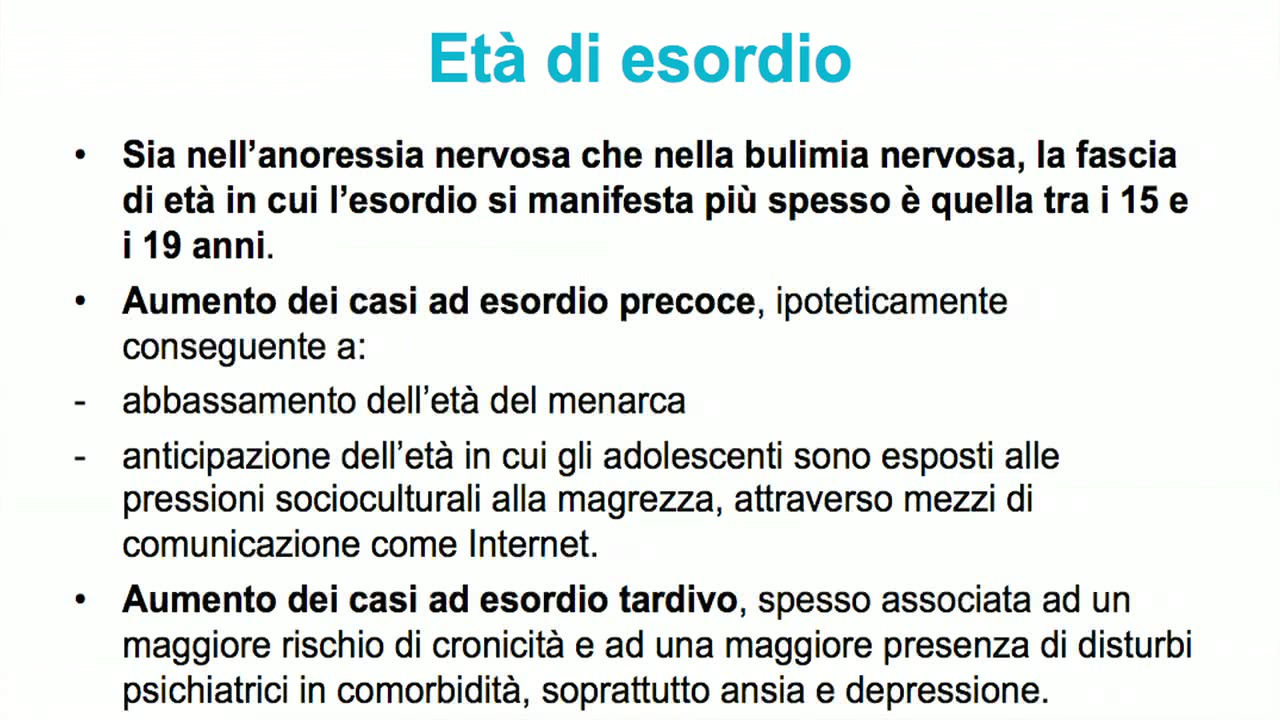 Età di esordio
• Sia nell’anoressia nervosa che nella bulimia nervosa, la fascia
di età in cui l’esordio si manifesta più spesso è quella tra i 15 e
i 19 anni.
• Aumento dei casi ad esordio precoce, ipoteticamente
conseguente a:
- abbassamento dell’età del menarca
- anticipazione dell’età in cui gli adolescenti sono esposti alle
pressioni socioculturali alla magrezza, attraverso mezzi di
comunicazione come Internet.
• Aumento dei casi ad esordio tardivo, spesso associata ad un
maggiore rischio di cronicità e ad una maggiore presenza di disturbi
psichiatrici in comorbidità, soprattutto ansia e depressione.